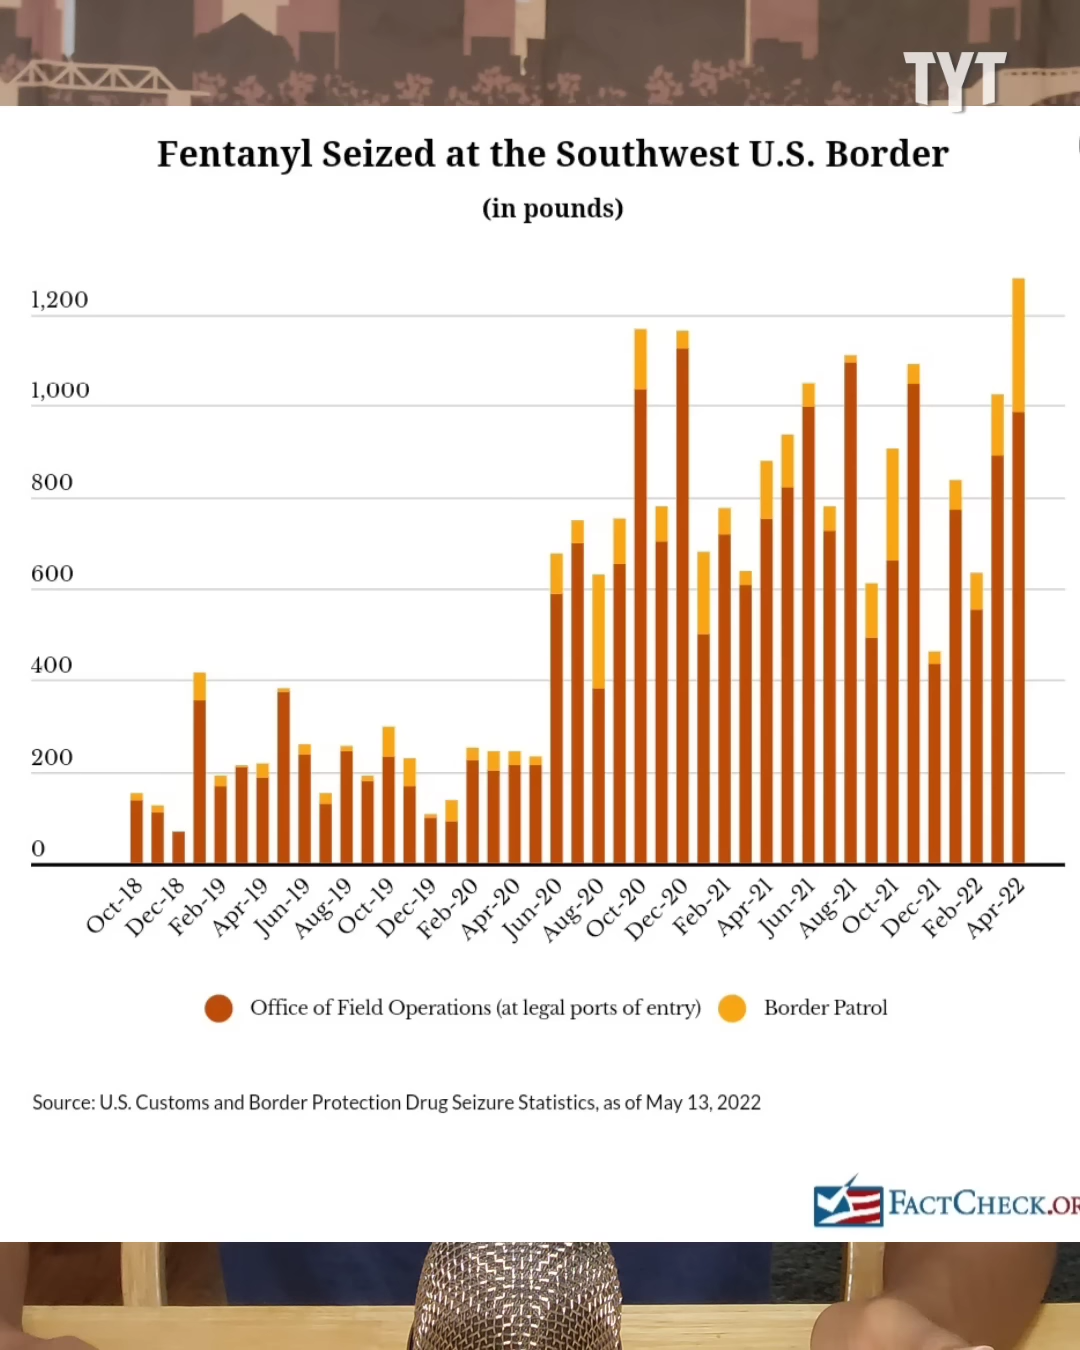 TYT
Fentanyl Seized at the Southwest U.S. Border
(in pounds)
1,200
1,000
800
600
400
200
0
Oct-18
Dec-18
Feb-19
Apr-19
Jun-19
Aug-19
Oct-19
Dec-19
Feb-20
Apr-20
Jun-20
Aug-20
Oct-20
Dec-20
Feb-21
Apr-21
Jun-21
Aug-21
Oct-21
Dec-21
Feb-22
Apr-22
Office of Field Operations (at legal ports of entry) Border Patrol
Source: U.S. Customs and Border Protection Drug Seizure Statistics, as of May 13, 2022
FACTCHECK.OR